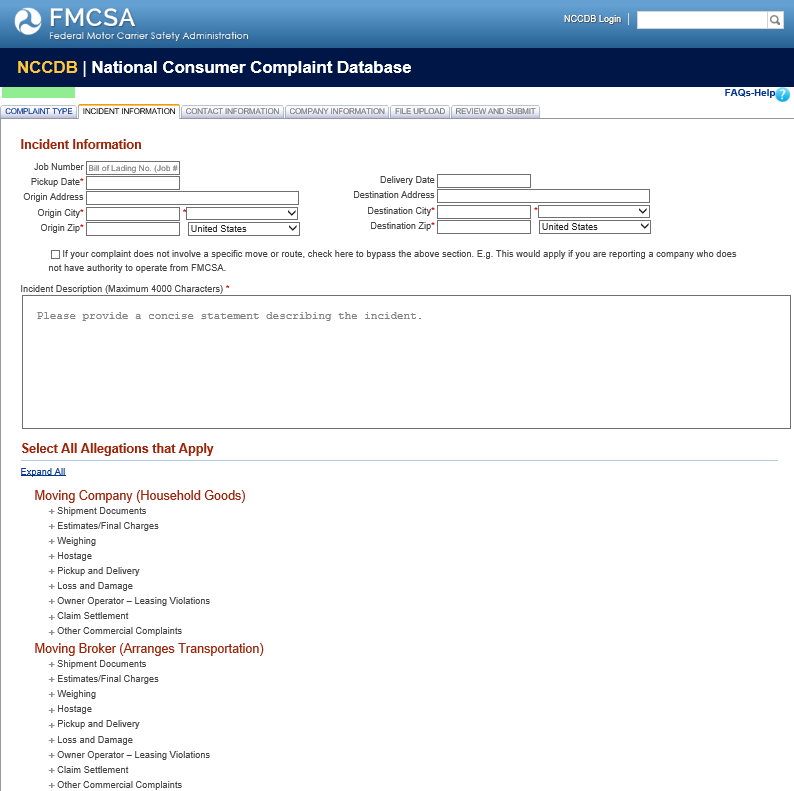 FMCSA
Federal Motor Carrier Safety Administration
NCCDB Login |
NCCDB | National Consumer Complaint Database
FAQs-Help ?
COMPLAINT TYPE INCIDENT INFORMATION CONTACT INFORMATION COMPANY INFORMATION FILE UPLOAD REVIEW AND SUBMIT
Incident Information
Job Number Bill of Lading No. (Job #
Pickup Date* Delivery Date
Origin Address Destination Address
Origin City* * Destination City* *
Origin Zip* United States Destination Zip* United States
If your complaint does not involve a specific move or route, check here to bypass the above section. E.g. This would apply if you are reporting a company who does
not have authority to operate from FMCSA.
Incident Description (Maximum 4000 Characters) *
Please provide a concise statement describing the incident.
Select All Allegations that Apply
Expand All
Moving Company (Household Goods)
+ Shipment Documents
+ Estimates/Final Charges
+ Weighing
+ Hostage
+ Pickup and Delivery
+ Loss and Damage
+ Owner Operator – Leasing Violations
+ Claim Settlement
+ Other Commercial Complaints
Moving Broker (Arranges Transportation)
+ Shipment Documents
+ Estimates/Final Charges
+ Weighing
+ Hostage
+ Pickup and Delivery
+ Loss and Damage
+ Owner Operator – Leasing Violations
+ Claim Settlement
+ Other Commercial Complaints